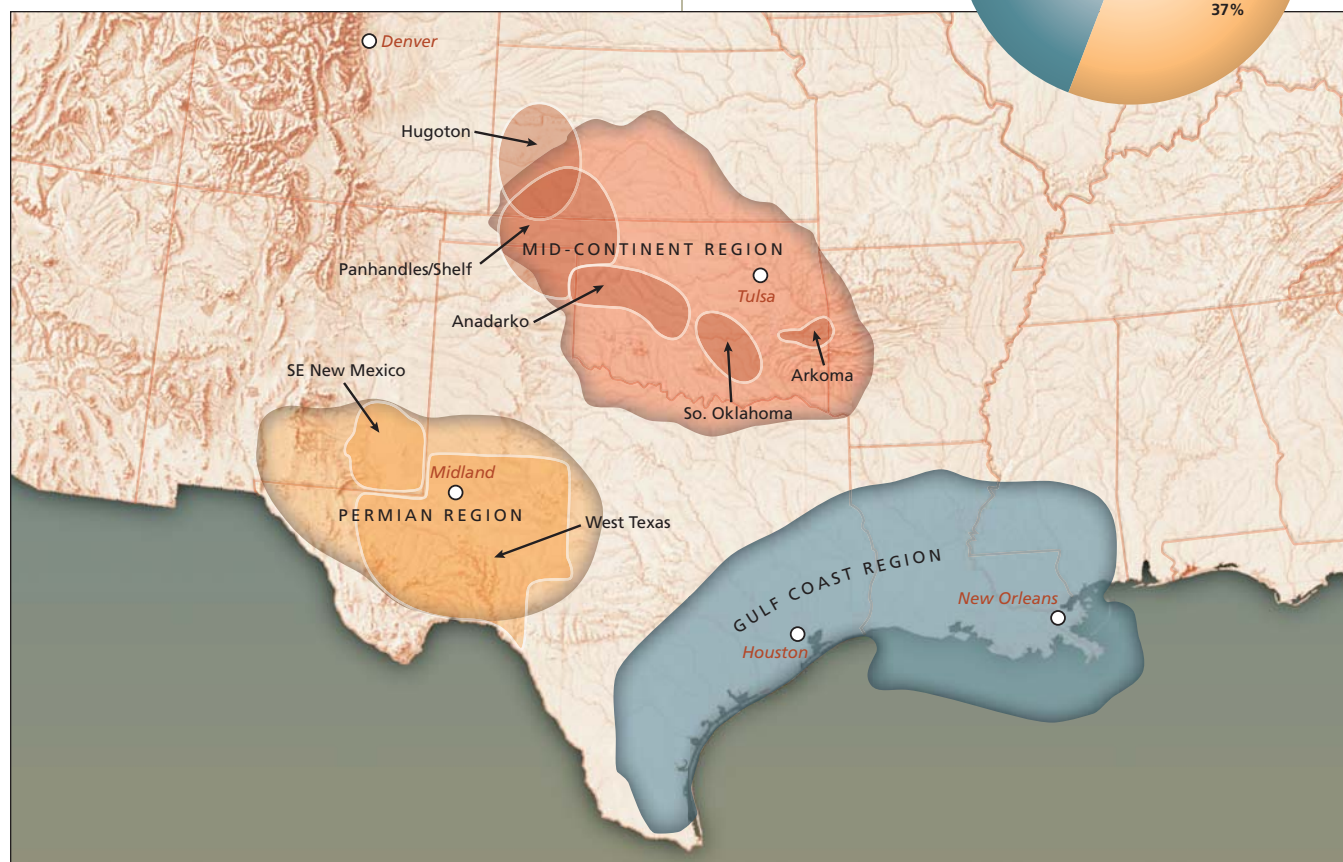 37%
Denver
Hugoton
MID-CONTINENT REGION
Panhandles/Shelf
Tulsa
Anadarko
SE New Mexico
Arkoma
So. Oklahoma
Midland
PERMIAN REGION
West Texas
GULF COAST REGION
New Orleans
Houston